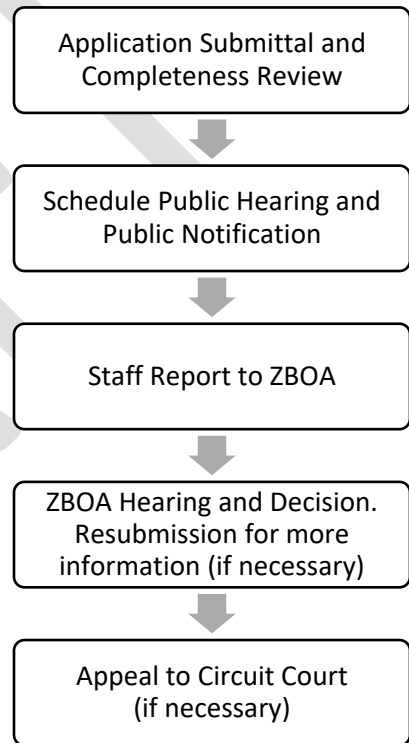 Application Submittal and
Completeness Review
Schedule Public Hearing and
Public Notification
Staff Report to ZBOA
ZBOA Hearing and Decision.
Resubmission for more
information (if necessary)
Appeal to Circuit Court
(if necessary)